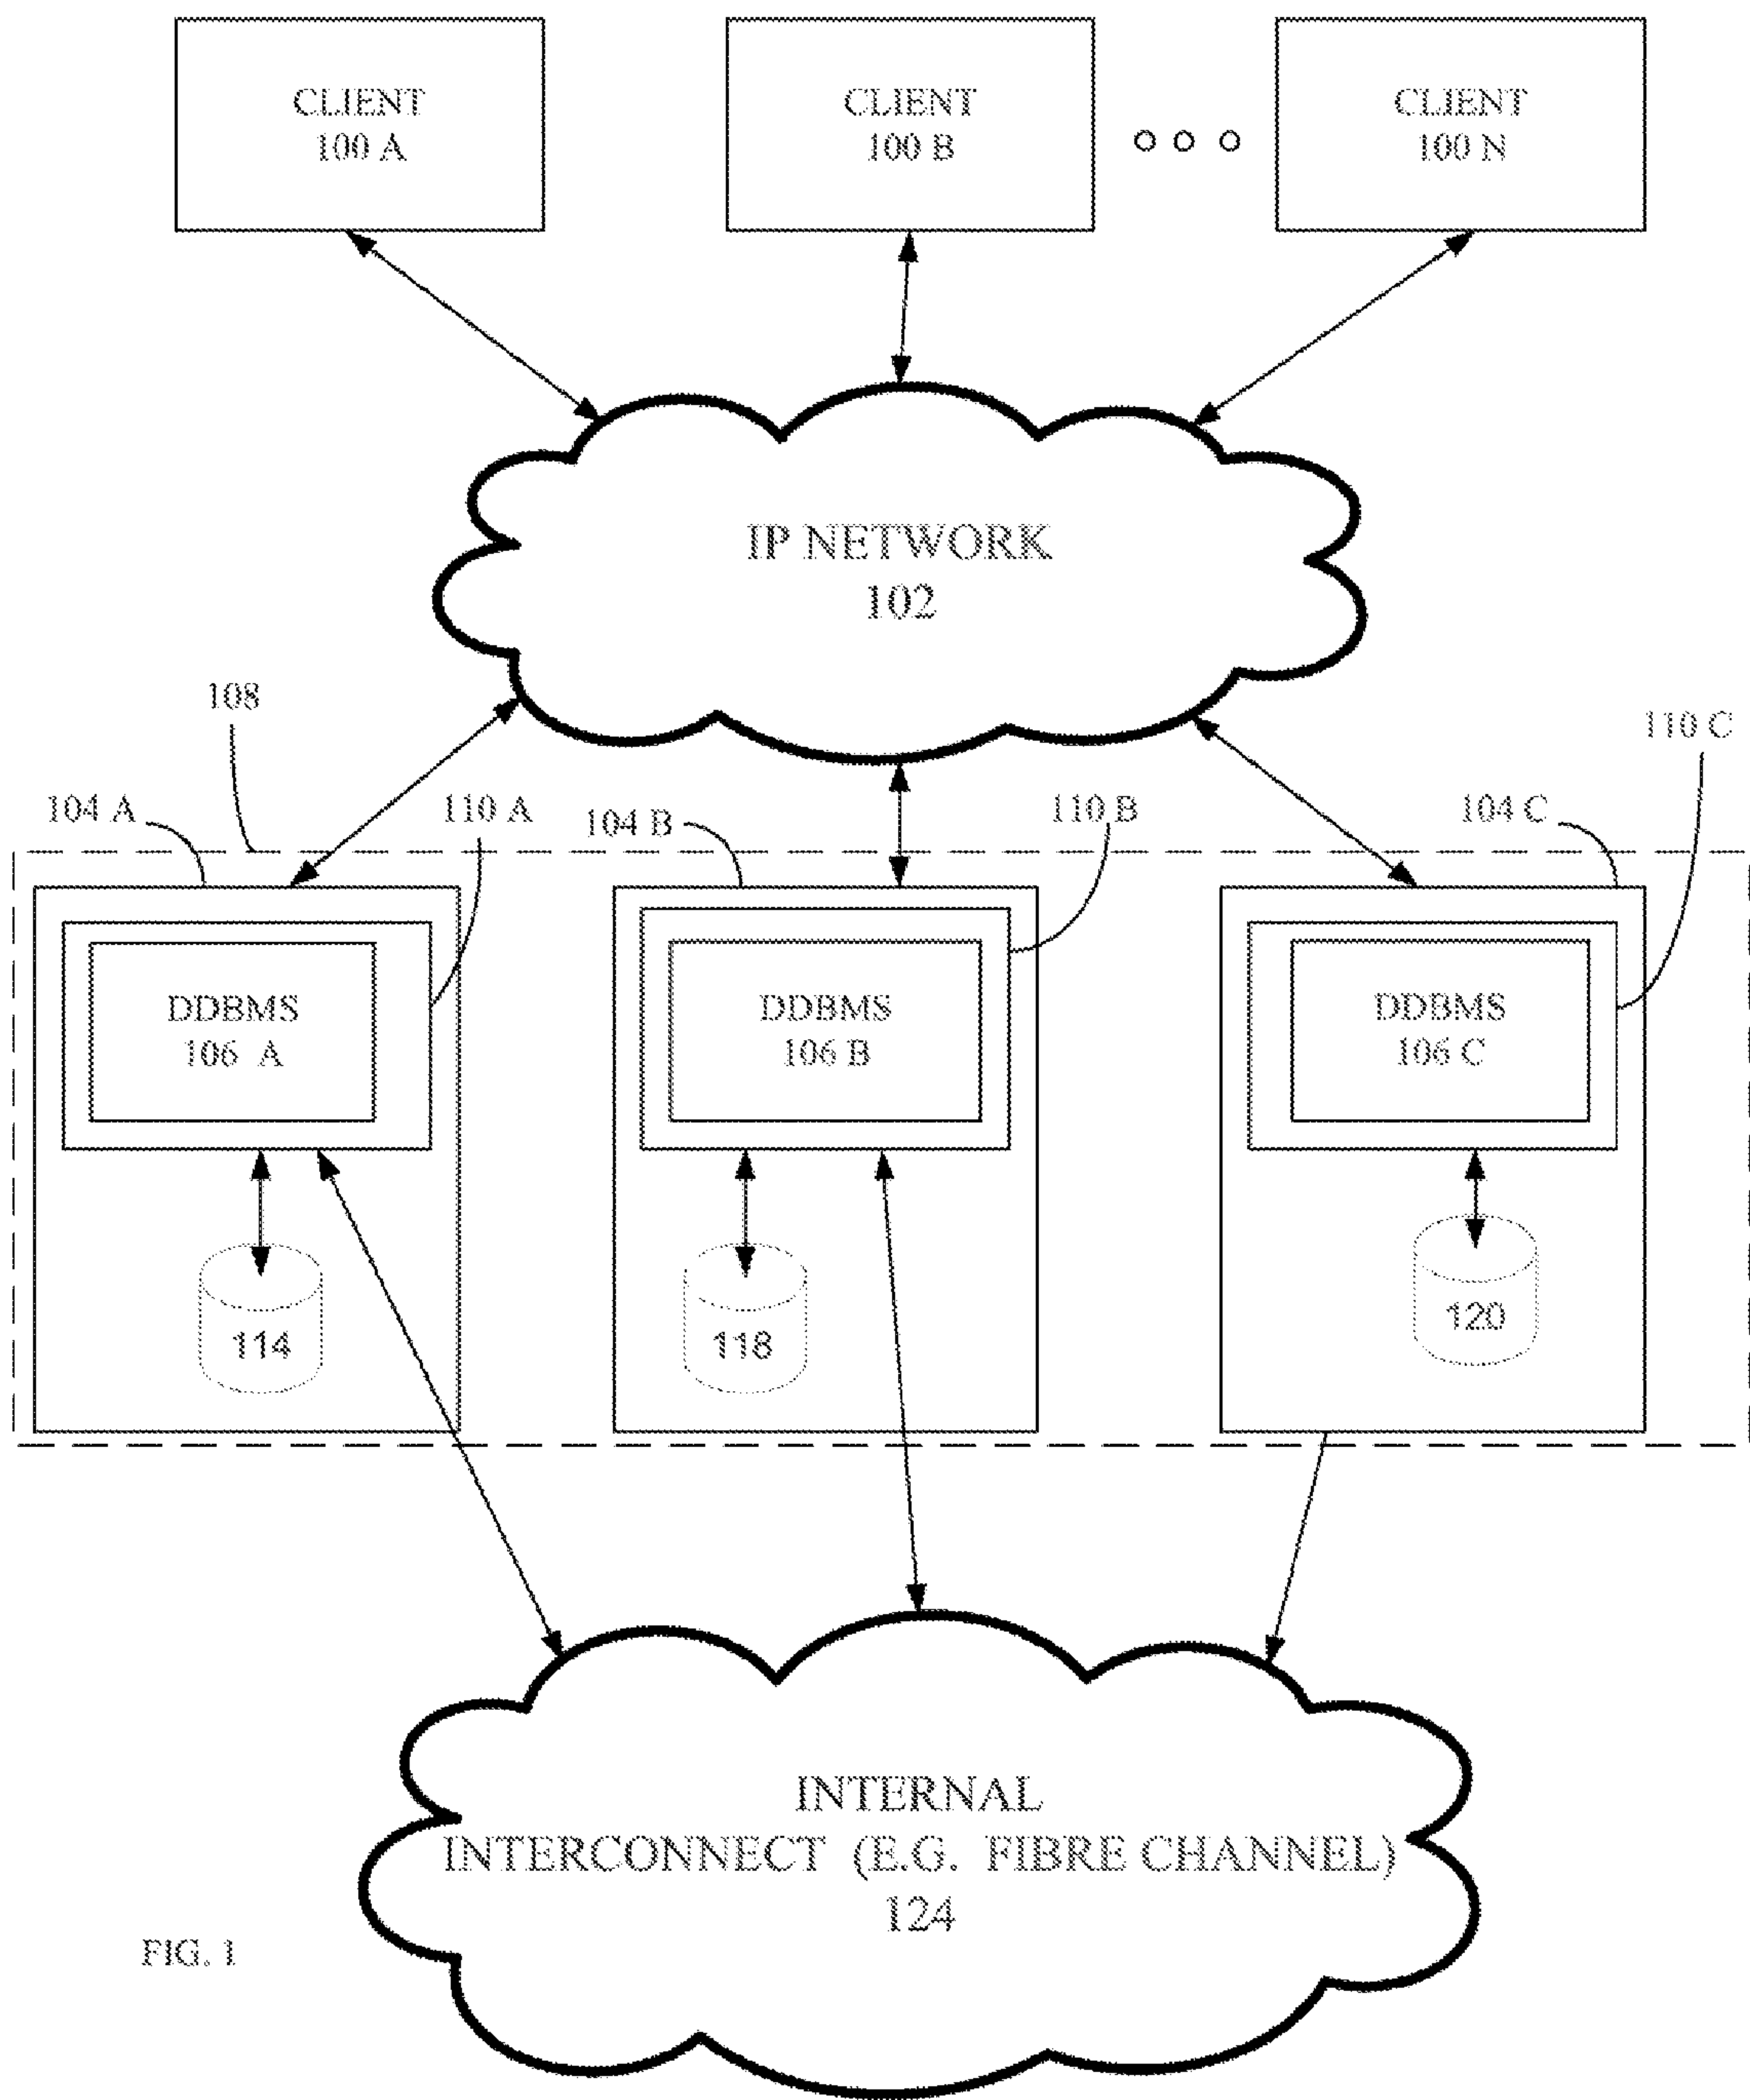 CLIENT
100 A
CLIENT
100 B
CLIENT
100 N
IP NETWORK
102
108
110 C
104 A
110 A
104 B
110 B
104 C
DDBMS
106 A
DDBMS
106 B
DDBMS
106 C
114
118
120
INTERNAL
INTERCONNECT (E.G. FIBRE CHANNEL)
124
FIG. 1